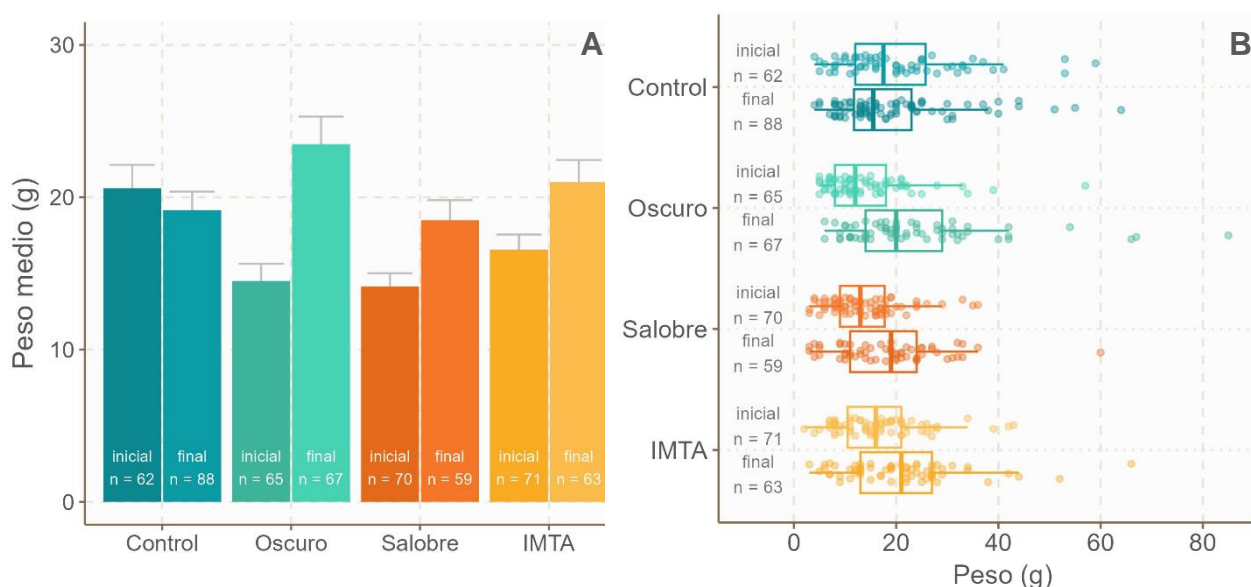 A
Peso medio (g)
30
20
10
0
inicial
n = 62
final
n = 88
inicial
n = 65
final
n = 67
inicial
n = 70
final
n = 59
inicial
n = 71
final
n = 63
Control
Oscuro
Salobre
IMTA
B
Control
inicial
n = 62
final
n = 88
Oscuro
inicial
n = 65
final
n = 67
Salobre
inicial
n = 70
final
n = 59
IMTA
inicial
n = 71
final
n = 63
0
20
40
60
80
Peso (g)